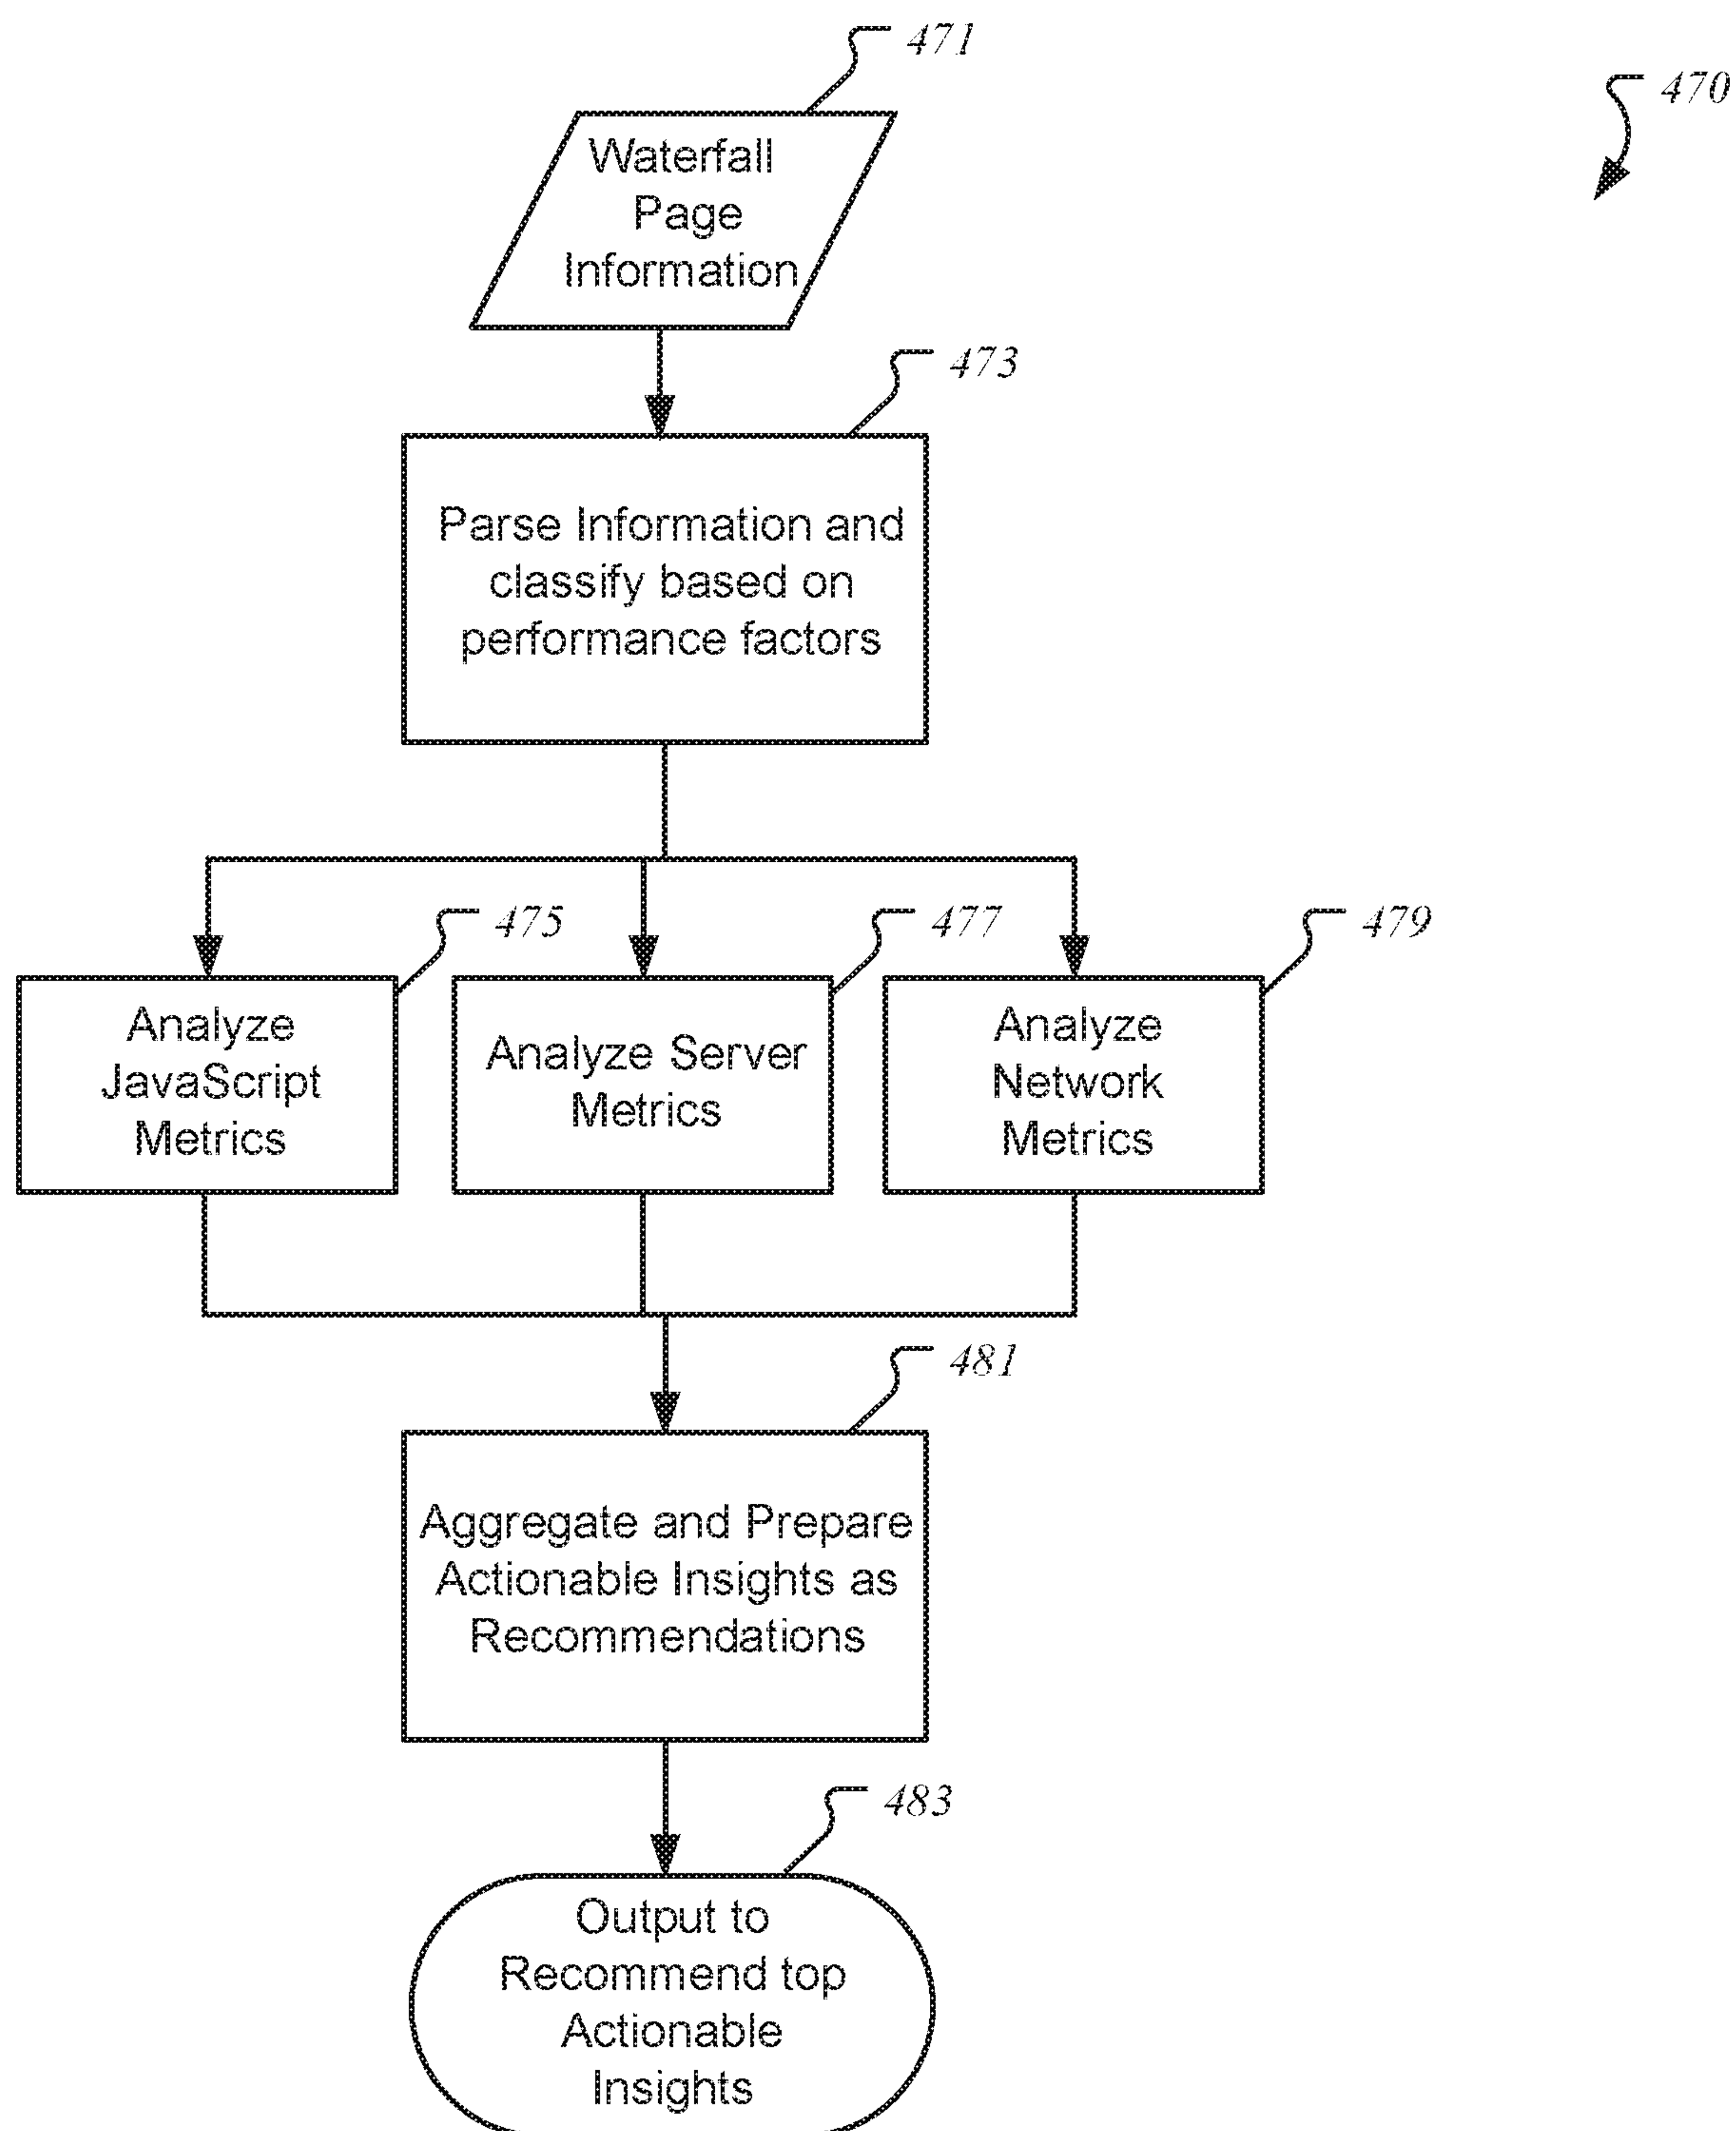 471
470
Waterfall
Page
Information
473
Parse Information and
classify based on
performance factors
475
477
479
Analyze
JavaScript
Metrics
Analyze Server
Metrics
Analyze
Network
Metrics
481
Aggregate and Prepare
Actionable Insights as
Recommendations
483
Output to
Recommend top
Actionable
Insights